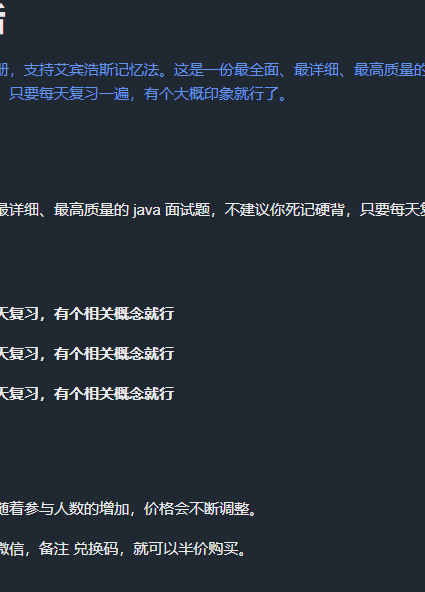 册，支持艾宾浩斯记忆法。这是一份最全面、最详细、最高质量的
只要每天复习一遍，有个大概印象就行了。
最详细、最高质量的 java 面试题，不建议你死记硬背，只要每天复
天复习，有个相关概念就行
天复习，有个相关概念就行
天复习，有个相关概念就行
随着参与人数的增加，价格会不断调整。
微信，备注 兑换码，就可以半价购买。